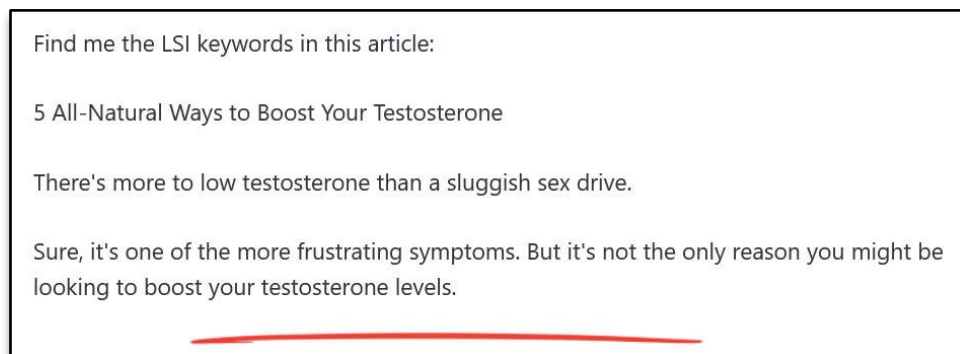 Find me the LSI keywords in this article:
5 All-Natural Ways to Boost Your Testosterone
There's more to low testosterone than a sluggish sex drive.
Sure, it's one of the more frustrating symptoms. But it's not the only reason you might be
looking to boost your testosterone levels.